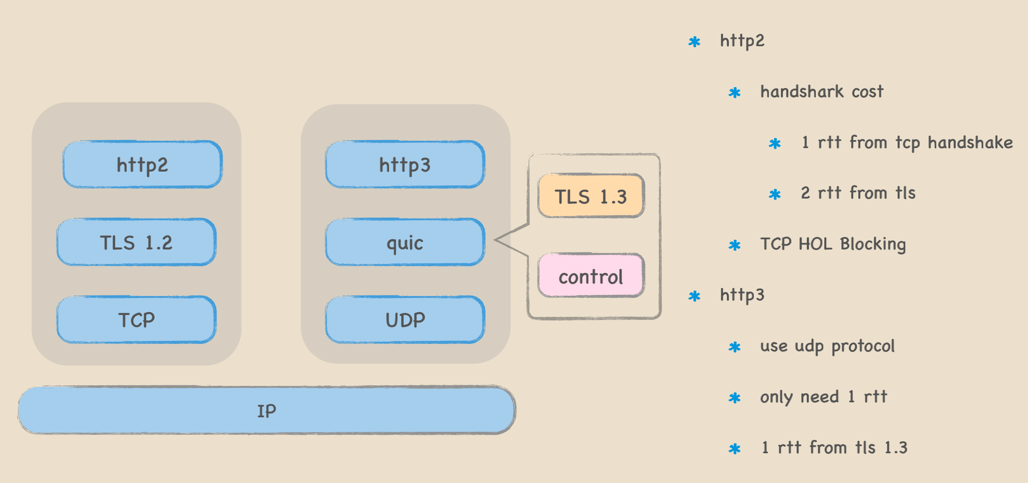 http2
TLS 1.2
TCP
http3
quic
UDP
TLS 1.3
control
IP
* http2
* handshark cost
* 1 rtt from tcp handshake
* 2 rtt from tls
* TCP HOL Blocking
* http3
* use udp protocol
* only need 1 rtt
* 1 rtt from tls 1.3